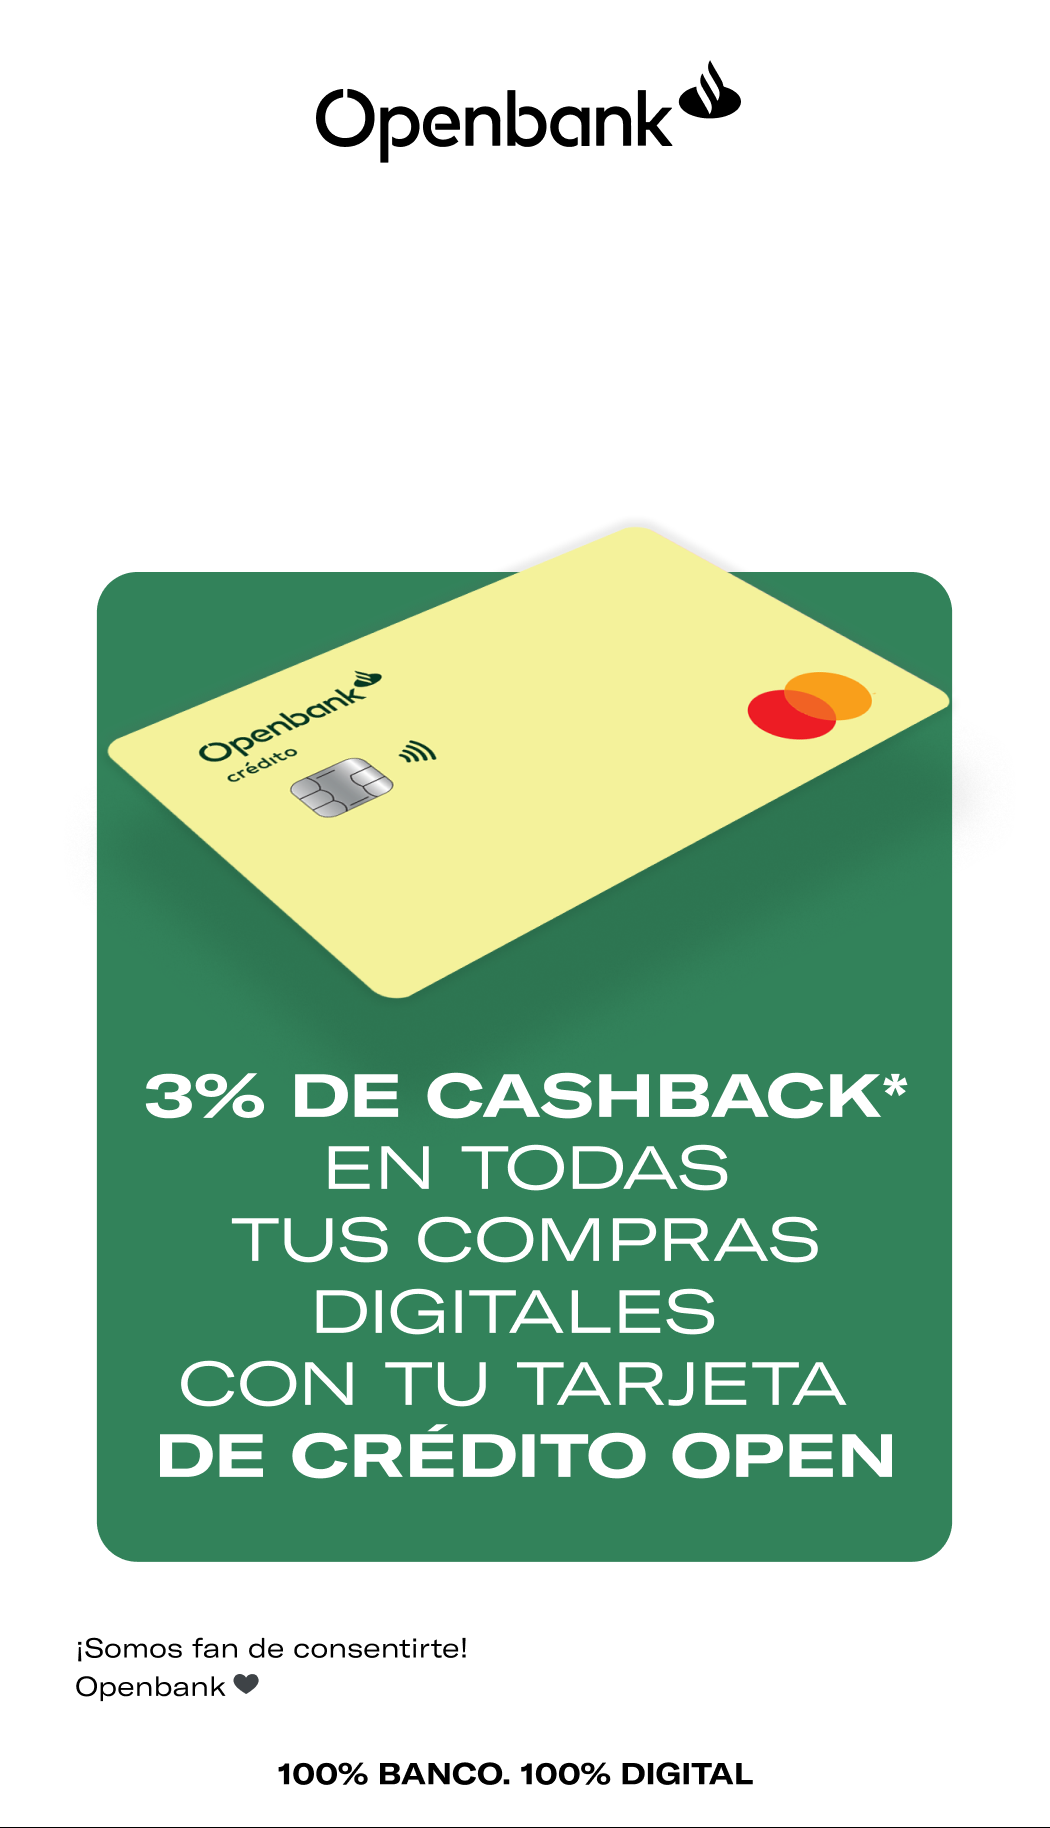 Openbank
Openbank
crédito
3% DE CASHBACK*
EN TODAS
TUS COMPRAS
DIGITALES
CON TU TARJETA
DE CRÉDITO OPEN
¡Somos fan de consentirte!
Openbank 🖤
100% BANCO. 100% DIGITAL